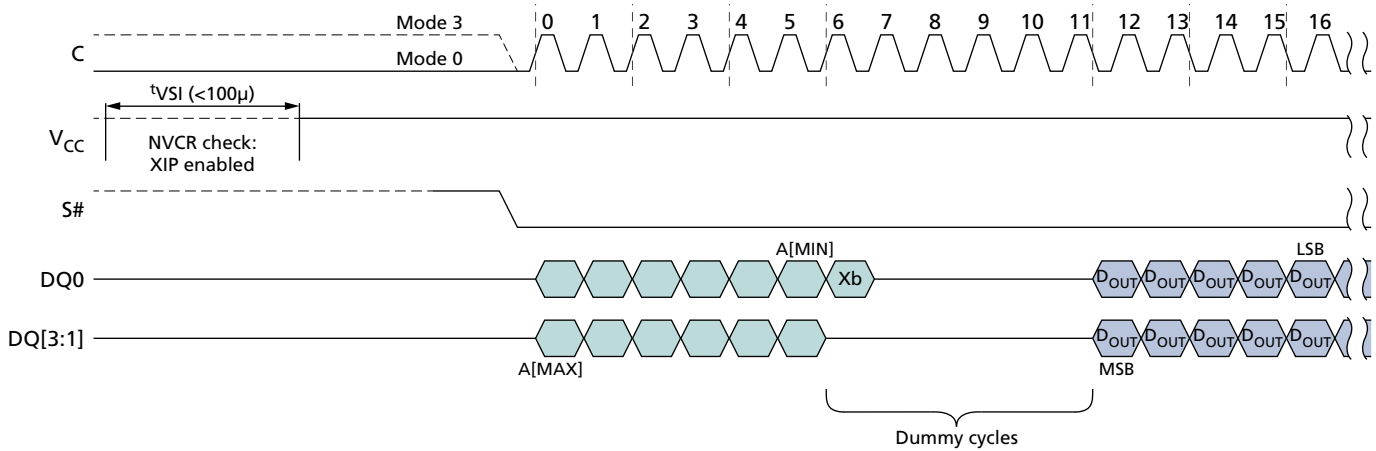 Mode 3
0 1 2 3 4 5 6 7 8 9 10 11 12 13 14 15 16
C
Mode 0
tVSI (<100µ)
VCC
NVCR check:
XIP enabled
S#
A[MIN]
LSB
DQ0
Xb
DOUT DOUT DOUT DOUT DOUT
DQ[3:1]
DOUT DOUT DOUT DOUT DOUT
A[MAX]
MSB
Dummy cycles